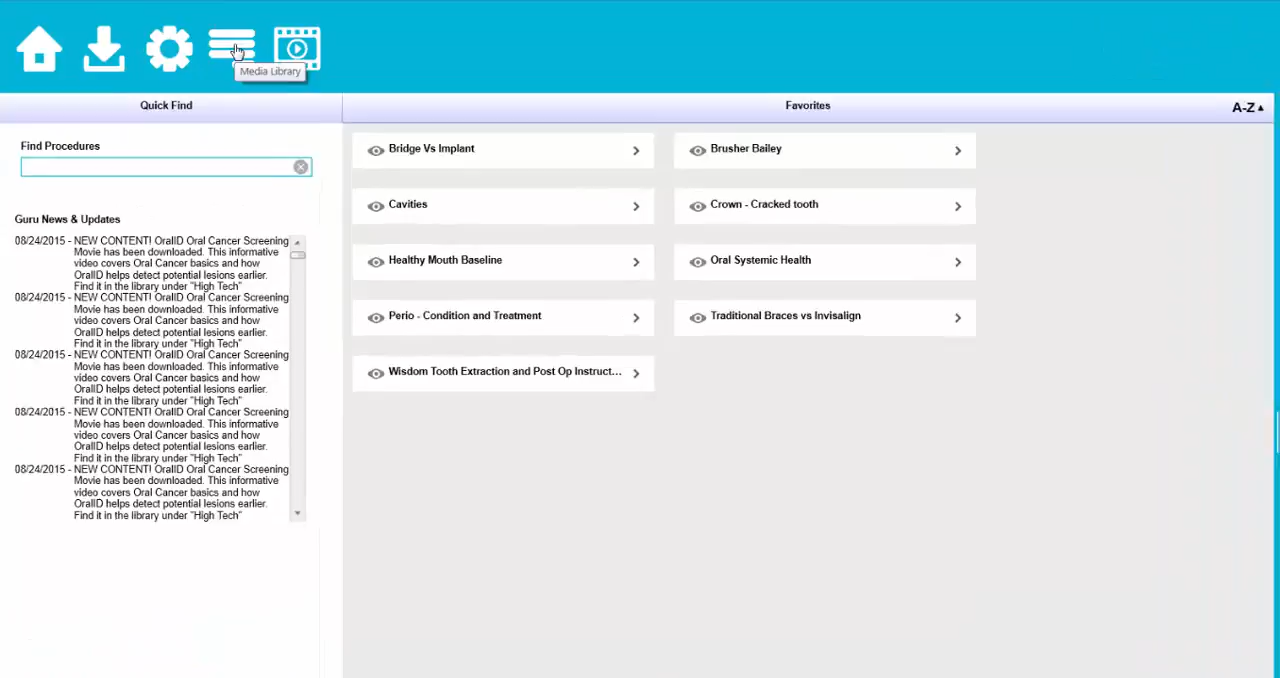 Media Library
Quick Find
Favorites
A-Z▲
Find Procedures
Guru News & Updates
08/24/2015 - NEW CONTENT! OralID Oral Cancer Screening
Movie has been downloaded. This informative
video covers Oral Cancer basics and how
OralID helps detect potential lesions earlier.
Find it in the library under "High Tech"
08/24/2015 - NEW CONTENT! OralID Oral Cancer Screening
Movie has been downloaded. This informative
video covers Oral Cancer basics and how
OralID helps detect potential lesions earlier.
Find it in the library under "High Tech"
08/24/2015 - NEW CONTENT! OralID Oral Cancer Screening
Movie has been downloaded. This informative
video covers Oral Cancer basics and how
OralID helps detect potential lesions earlier.
Find it in the library under "High Tech"
08/24/2015 - NEW CONTENT! OralID Oral Cancer Screening
Movie has been downloaded. This informative
video covers Oral Cancer basics and how
OralID helps detect potential lesions earlier.
Find it in the library under "High Tech"
08/24/2015 - NEW CONTENT! OralID Oral Cancer Screening
Movie has been downloaded. This informative
video covers Oral Cancer basics and how
OralID helps detect potential lesions earlier.
Find it in the library under "High Tech"
Bridge Vs Implant
Brusher Bailey
Cavities
Crown - Cracked tooth
Healthy Mouth Baseline
Oral Systemic Health
Perio - Condition and Treatment
Traditional Braces vs Invisalign
Wisdom Tooth Extraction and Post Op Instruct...